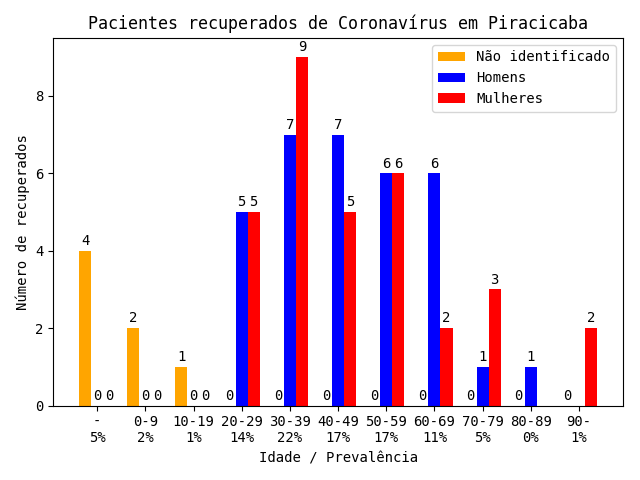 Pacientes recuperados de Coronavírus em Piracicaba
Não identificado
Homens
Mulheres
Número de recuperados
8
6
4
2
0
4 0 0
2 0 0
1 0 0
0 5 5
0 7 9
0 7 5
0 6 6
0 6 2
0 1 3
0 1
0 2
- 0-9 10-19 20-29 30-39 40-49 50-59 60-69 70-79 80-89 90-
5% 2% 1% 14% 22% 17% 17% 11% 5% 0% 1%
Idade / Prevalência